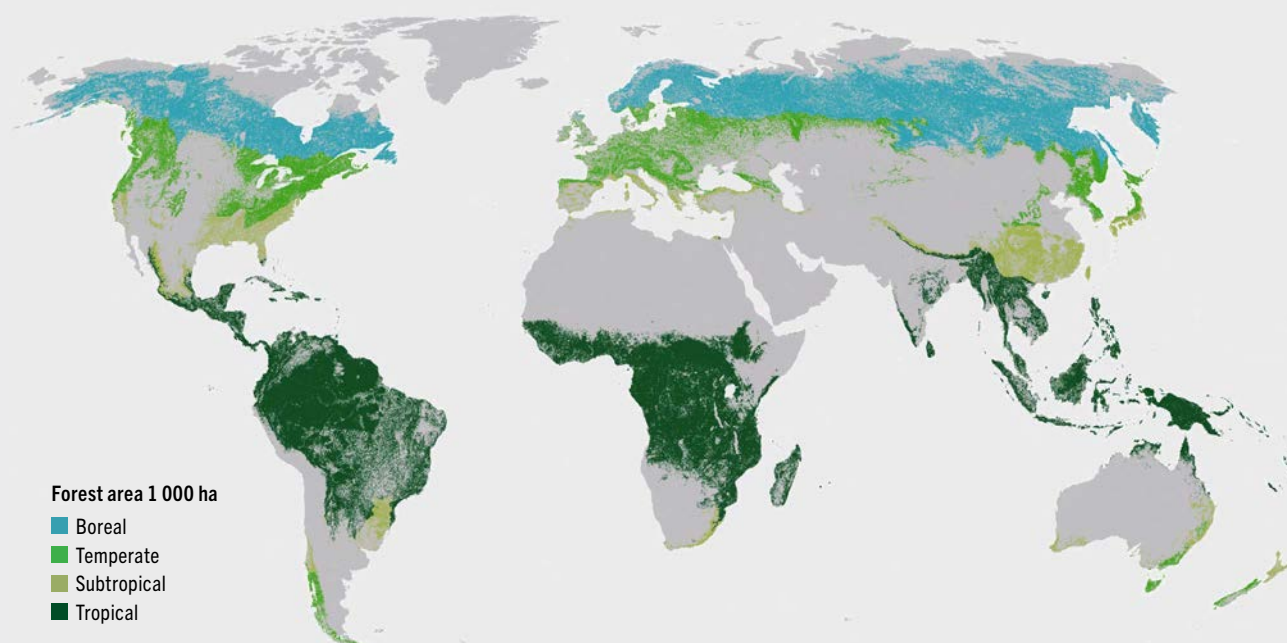 Forest area 1 000 ha
Boreal
Temperate
Subtropical
Tropical